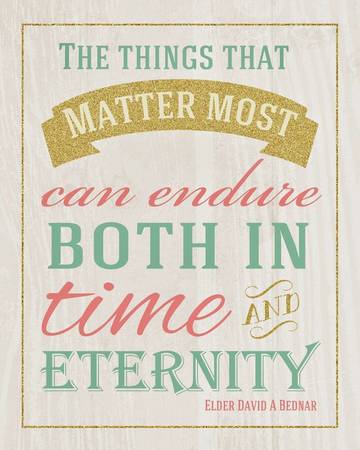 The things that
matter most
can endure
both in
time and
eternity
Elder David A Bednar